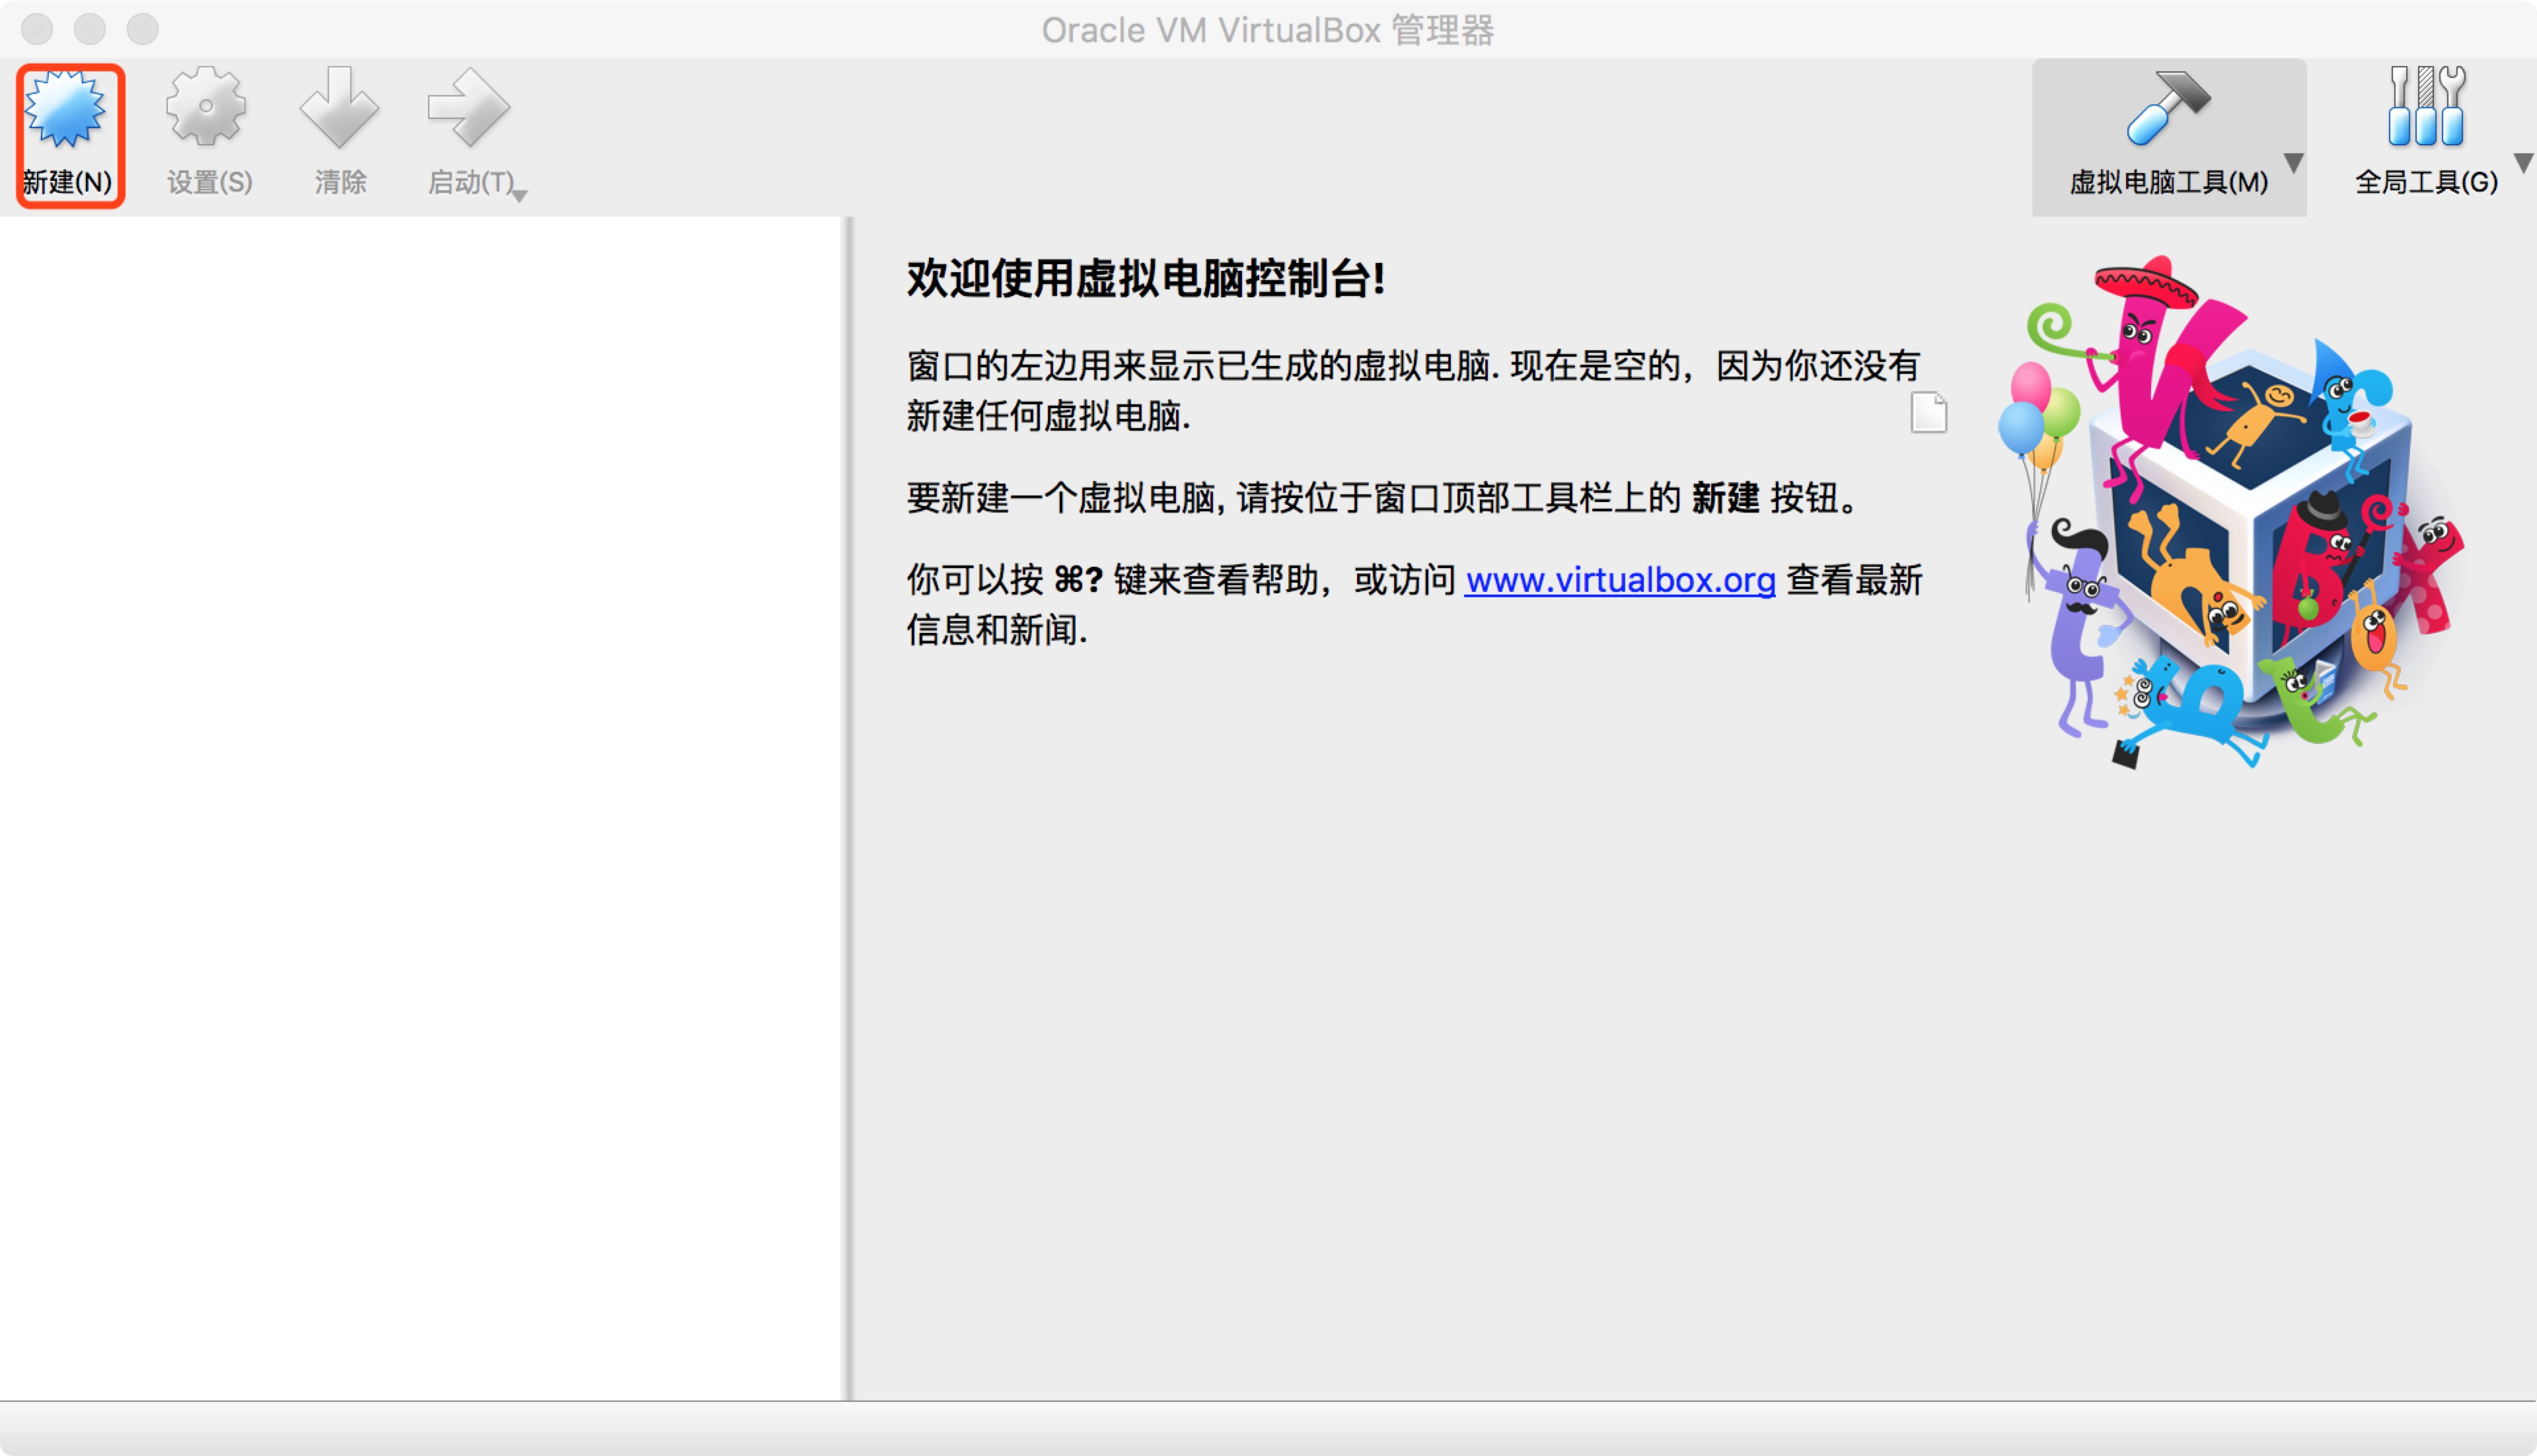 Oracle VM VirtualBox 管理器
新建(N)
设置(S)
清除
启动(T)
虚拟电脑工具(M)
全局工具(G)
欢迎使用虚拟电脑控制台!
窗口的左边用来显示已生成的虚拟电脑. 现在是空的，因为你还没有
新建任何虚拟电脑.
要新建一个虚拟电脑, 请按位于窗口顶部工具栏上的 新建 按钮。
你可以按 ⌘? 键来查看帮助，或访问 www.virtualbox.org 查看最新
信息和新闻.